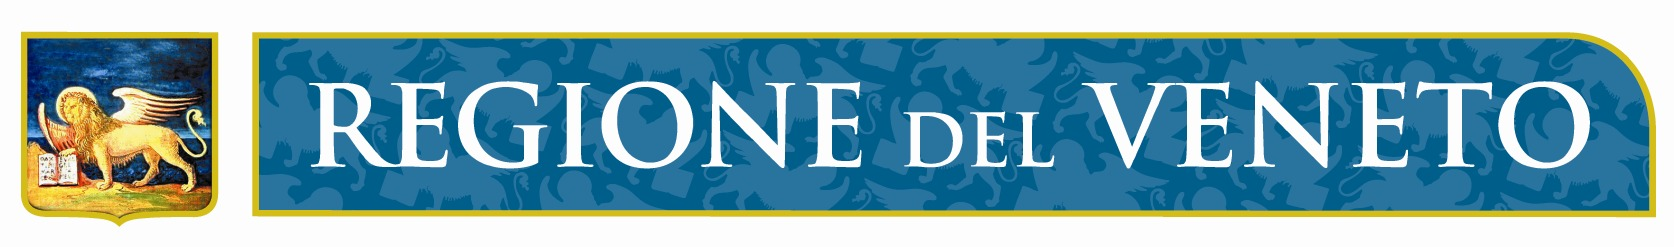 REGIONE DEL VENETO